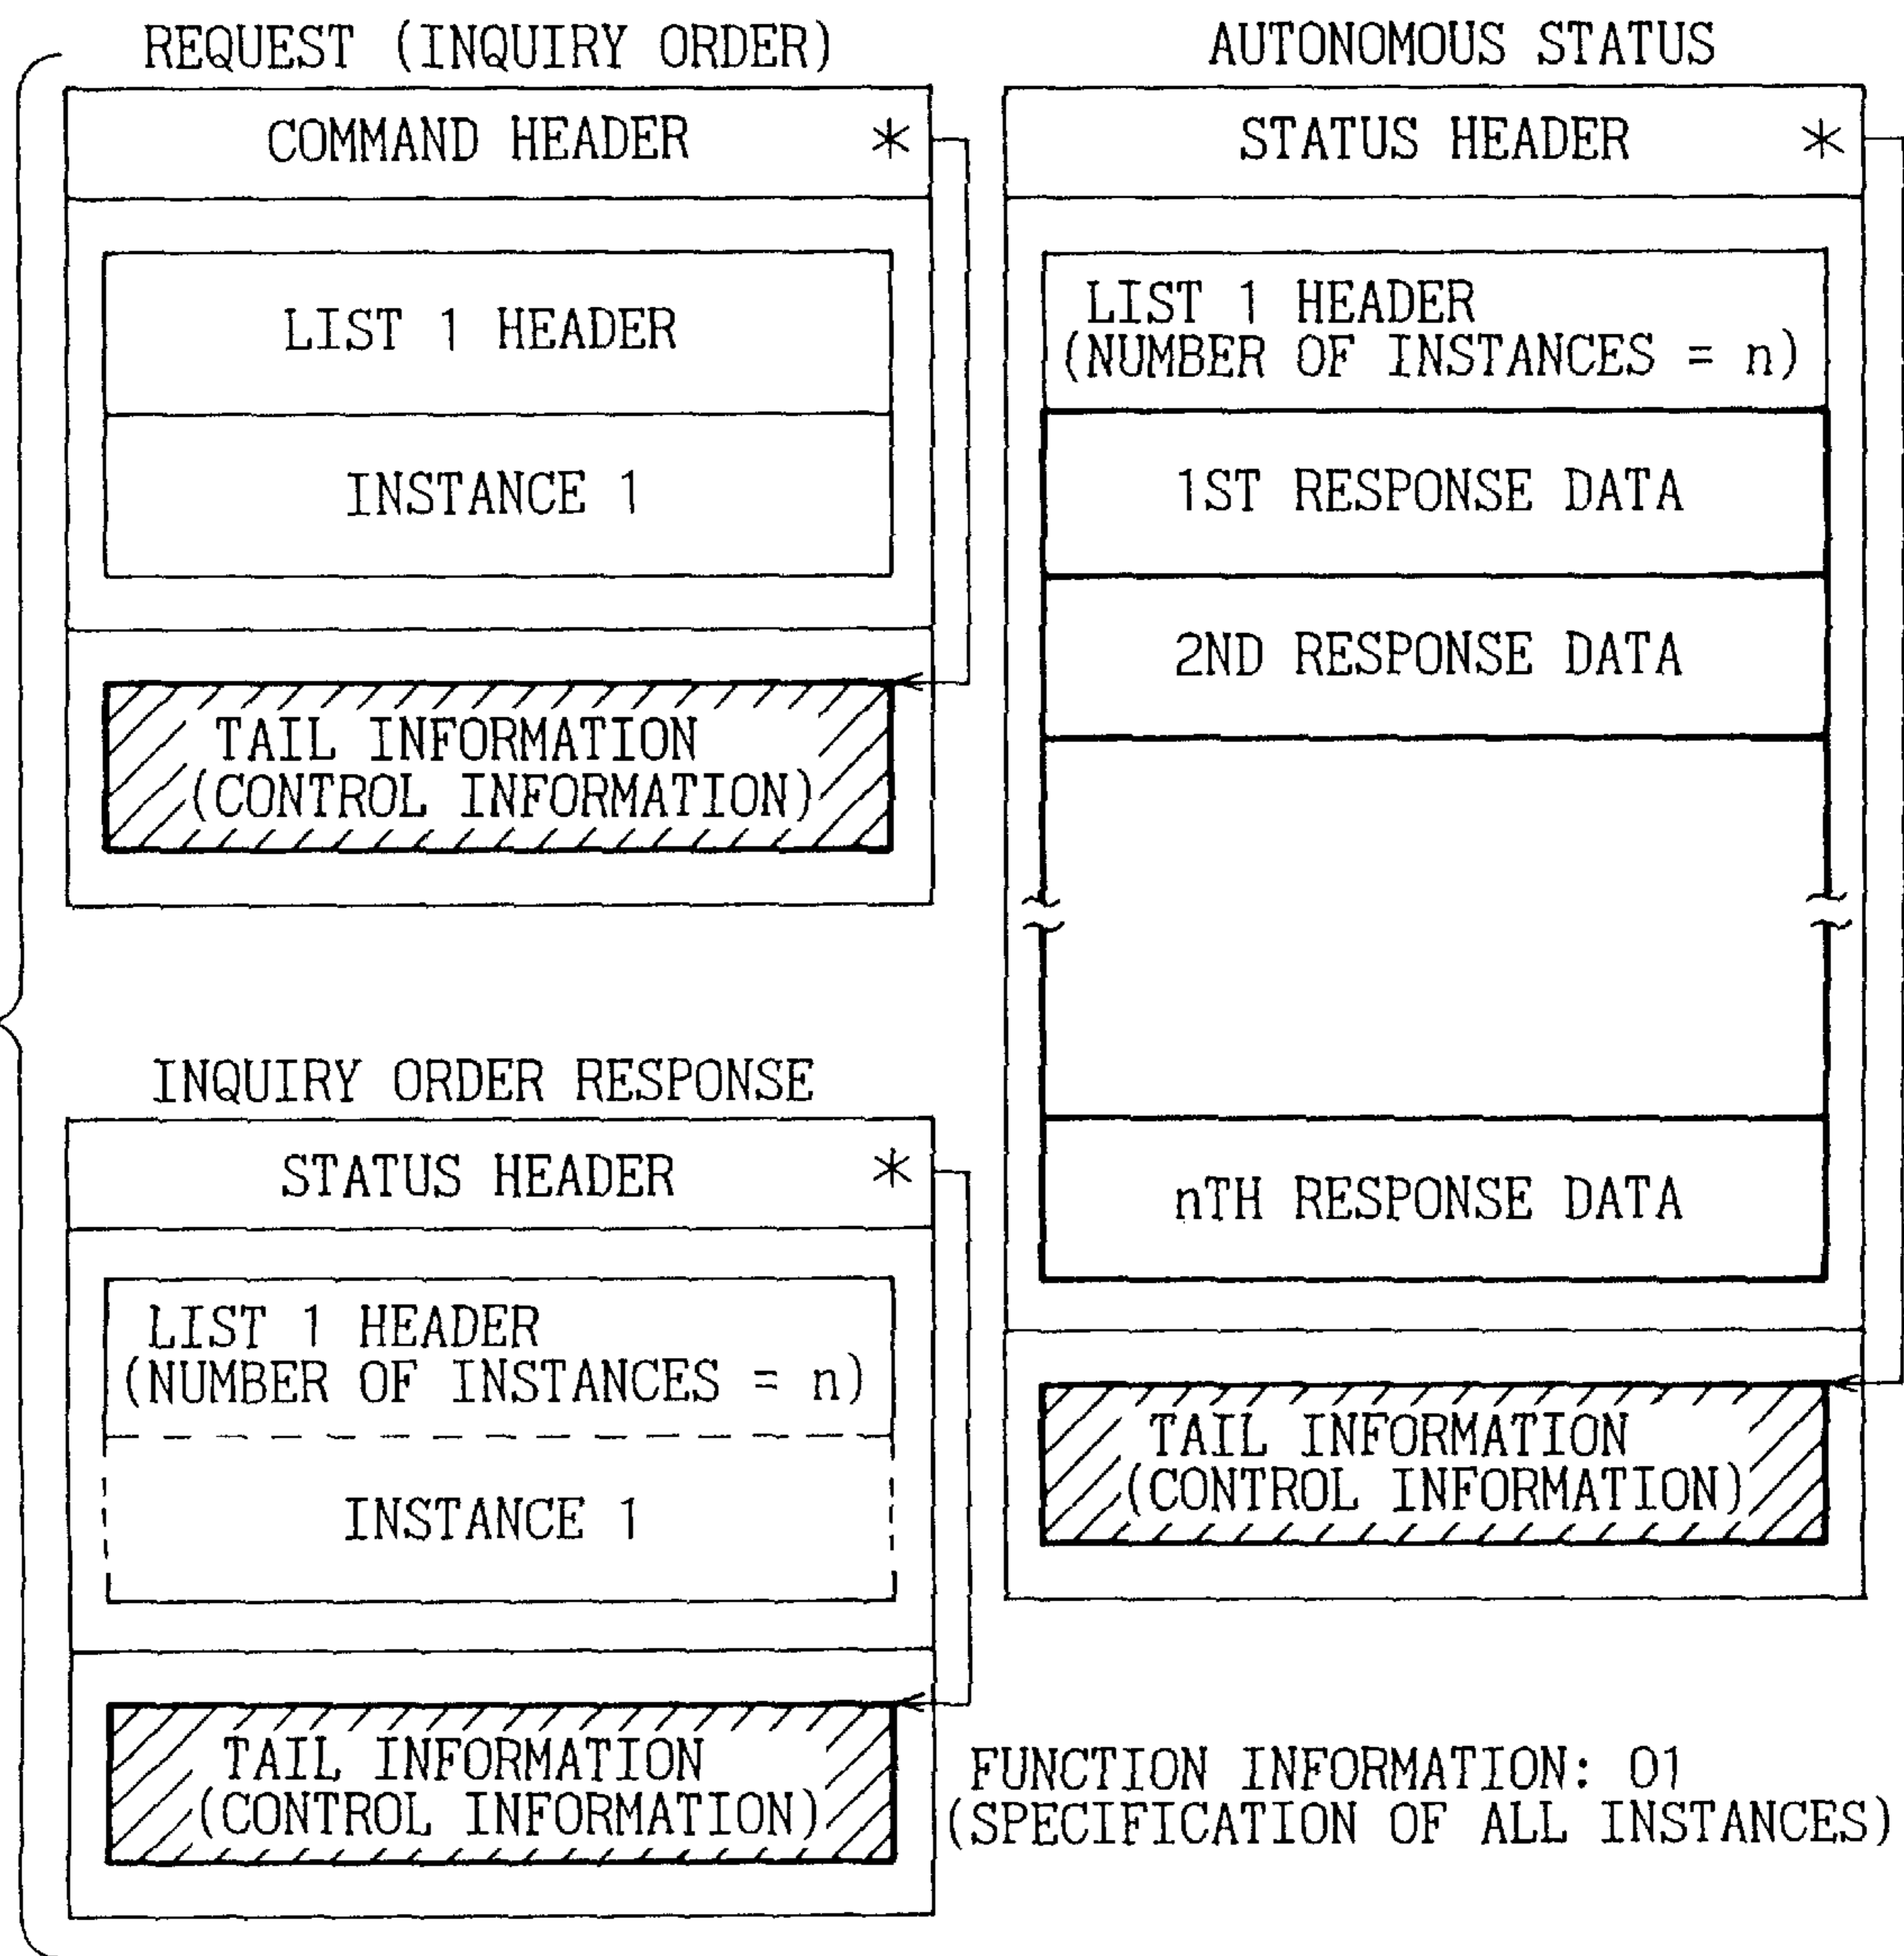 REQUEST (INQUIRY ORDER)
COMMAND HEADER *
LIST 1 HEADER
INSTANCE 1
TAIL INFORMATION
(CONTROL INFORMATION)
INQUIRY ORDER RESPONSE
STATUS HEADER *
LIST 1 HEADER
(NUMBER OF INSTANCES = n)
INSTANCE 1
TAIL INFORMATION
(CONTROL INFORMATION)
AUTONOMOUS STATUS
STATUS HEADER *
LIST 1 HEADER
(NUMBER OF INSTANCES = n)
1ST RESPONSE DATA
2ND RESPONSE DATA
nTH RESPONSE DATA
TAIL INFORMATION
(CONTROL INFORMATION)
FUNCTION INFORMATION: 01
(SPECIFICATION OF ALL INSTANCES)